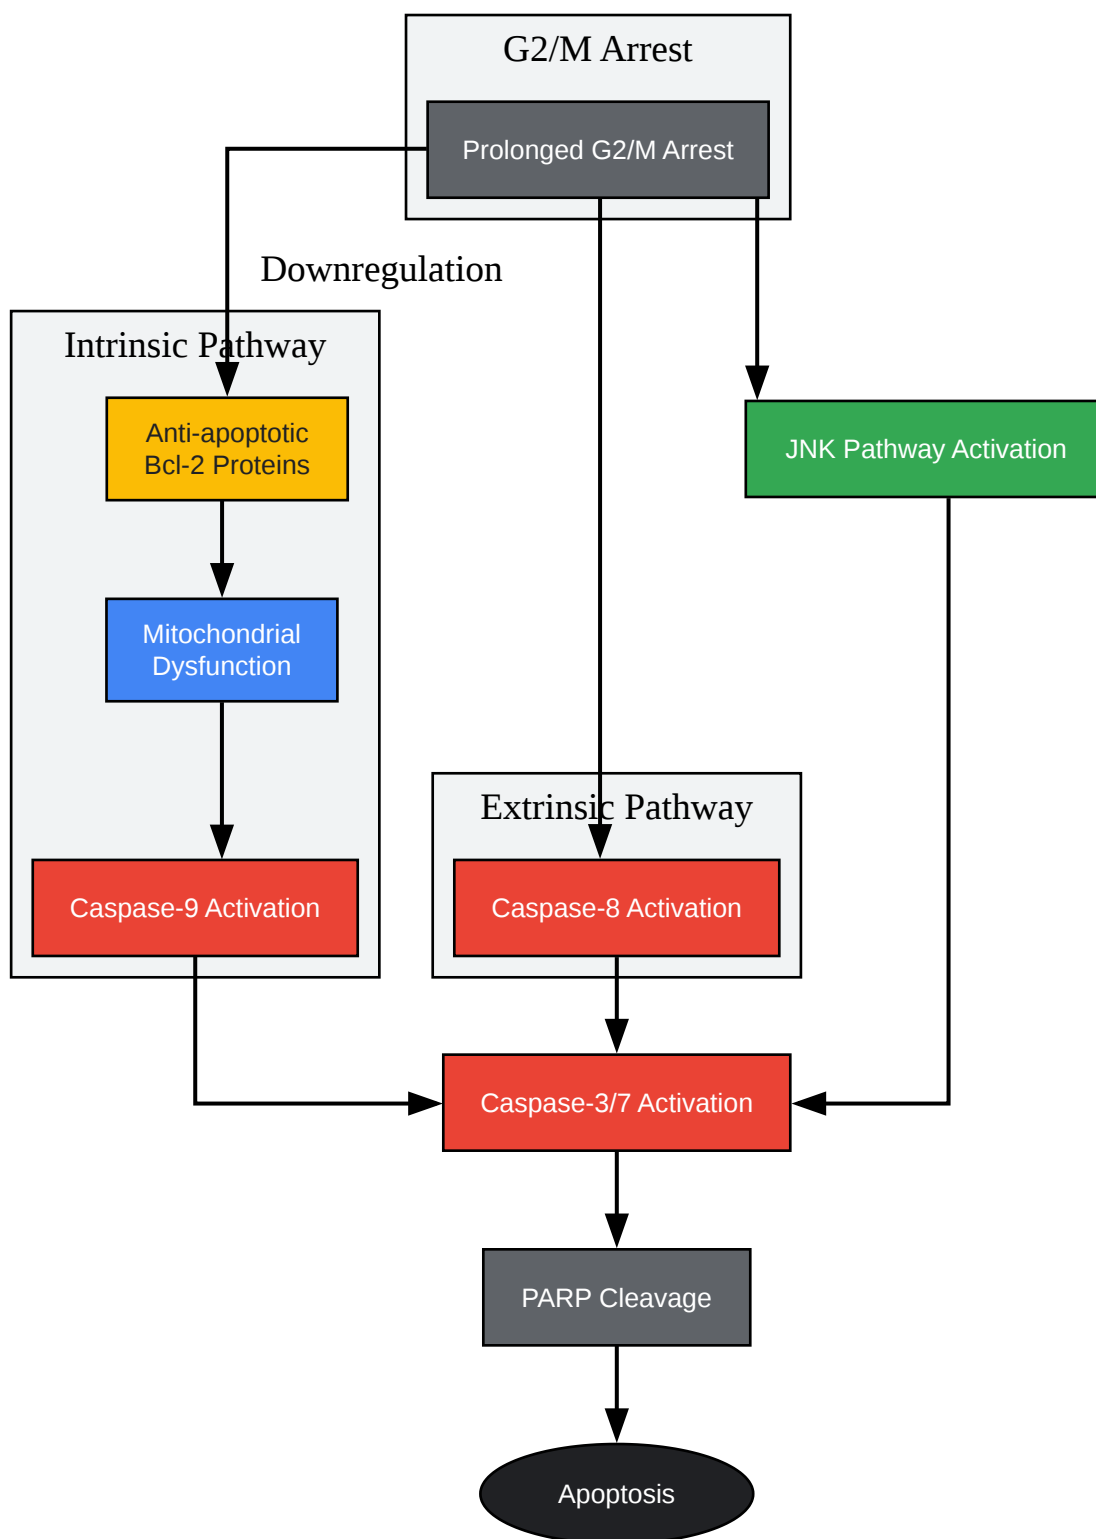 G2/M Arrest
Prolonged G2/M Arrest
Downregulation
Intrinsic Pathway
Anti-apoptotic
Bcl-2 Proteins
JNK Pathway Activation
Mitochondrial
Dysfunction
Extrinsic Pathway
Caspase-9 Activation
Caspase-8 Activation
Caspase-3/7 Activation
PARP Cleavage
Apoptosis